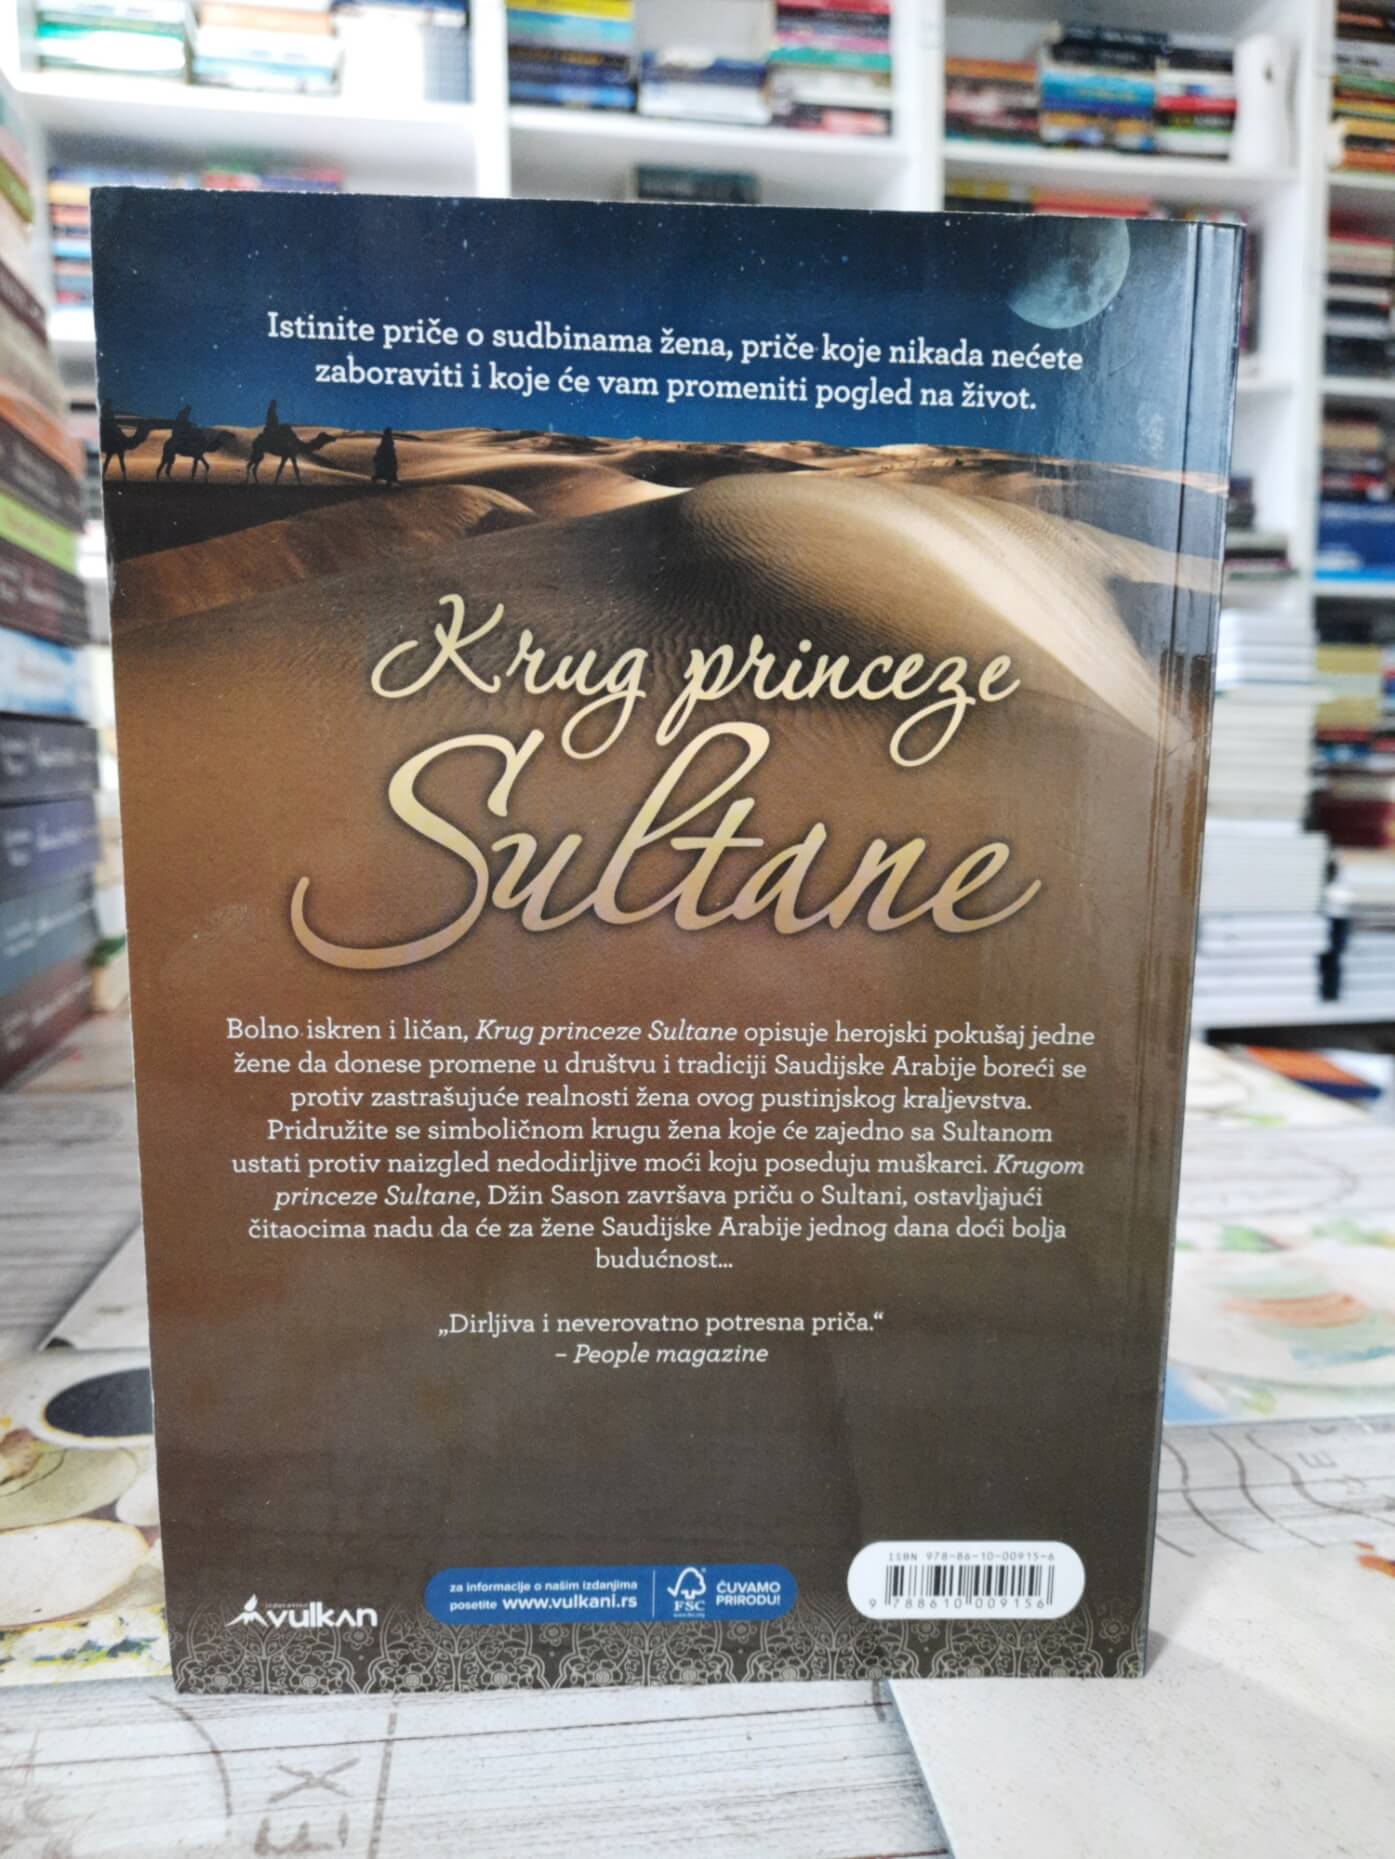 Istinite priče o sudbinama žena, priče koje nikada nećete
zaboraviti i koje će vam promeniti pogled na život.
Krug princeze
Sultane
Bolno iskren i ličan, Krug princeze Sultane opisuje herojski pokušaj jedne
žene da donese promene u društvu i tradiciji Saudijske Arabije boreći se
protiv zastrašujuće realnosti žena ovog pustinjskog kraljevstva.
Pridružite se simboličnom krugu žena koje će zajedno sa Sultanom
ustati protiv naizgled nedodirljive moći koju poseduju muškarci. Krugom
princeze Sultane, Džin Sason završava priču o Sultani, ostavljajući
čitaocima nadu da će za žene Saudijske Arabije jednog dana doći bolja
budućnost...
„Dirljiva i neverovatno potresna priča.“
– People magazine
vulkan
za informacije o našim izdanjima
posetite www.vulkani.rs
FSC
www.fsc.org
ČUVAMO
PRIRODU!
ISBN 978-86-10-00915-6
9 788610 009156